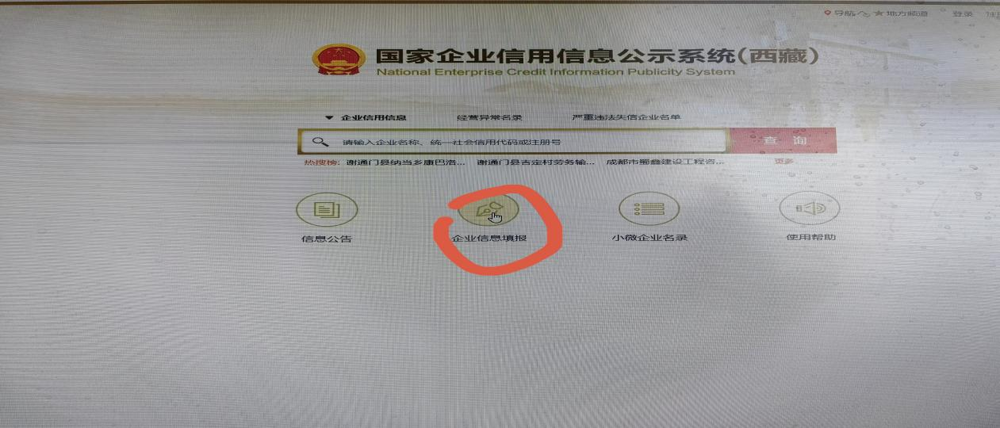 导航 地方频道 登录
国家企业信用信息公示系统(西藏)
National Enterprise Credit Information Publicity System
企业信用信息 经营异常名录 严重违法失信企业名单
请输入企业名称、统一社会信用代码或注册号 查 询
热搜榜: 谢通门县纳当乡康巴洛... 谢通门县吉定村劳务输... 成都市蜀鑫建设工程咨... 更多
信息公告 企业信息填报 小微企业名录 使用帮助